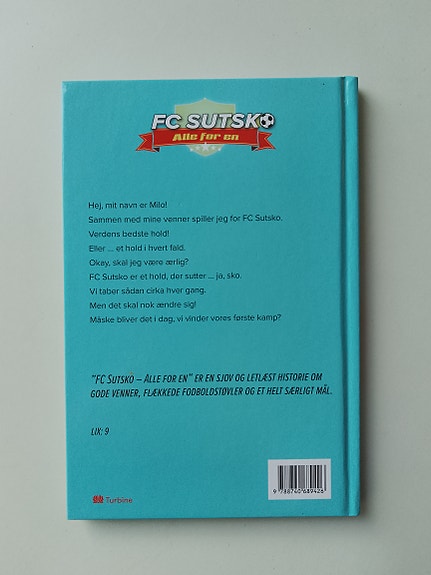 FC SUTSKO
Alle for en
Hej, mit navn er Milo!
Sammen med mine venner spiller jeg for FC Sutsko.
Verdens bedste hold!
Eller ... et hold i hvert fald.
Okay, skal jeg være ærlig?
FC Sutsko er et hold, der sutter ... ja, sko.
Vi taber sådan cirka hver gang.
Men det skal nok ændre sig!
Måske bliver det i dag, vi vinder vores første kamp?
"FC SUTSKO – ALLE FOR EN" ER EN SJOV OG LETLÆST HISTORIE OM
GODE VENNER, FLÆKKEDE FODBOLDSTØVLER OG ET HELT SÆRLIGT MÅL.
LIX: 9
Turbine
9 788740 689426